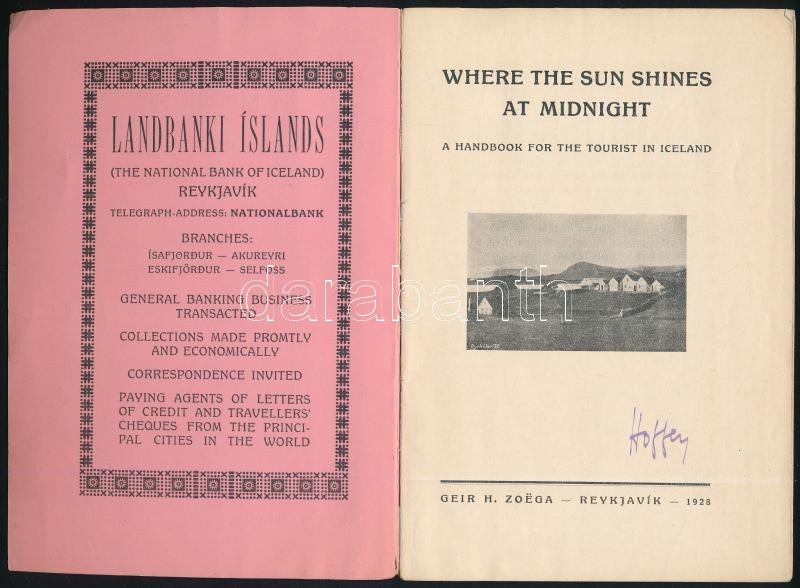 LANDBANKI ÍSLANDS
(THE NATIONAL BANK OF ICELAND)
REYKJAVÍK
TELEGRAPH-ADDRESS: NATIONALBANK
BRANCHES:
ÍSAFJØRÐUR — AKUREYRI
ESKIFJÖRÐUR — SELFOSS
GENERAL BANKING BUSINESS
TRANSACTED
COLLECTIONS MADE PROMTLY
AND ECONOMICALLY
CORRESPONDENCE INVITED
PAYING AGENTS OF LETTERS
OF CREDIT AND TRAVELLERS'
CHEQUES FROM THE PRINCI-
PAL CITIES IN THE WORLD
WHERE THE SUN SHINES
AT MIDNIGHT
A HANDBOOK FOR THE TOURIST IN ICELAND
GEIR H. ZOËGA — REYKJAVÍK — 1928
darabanth